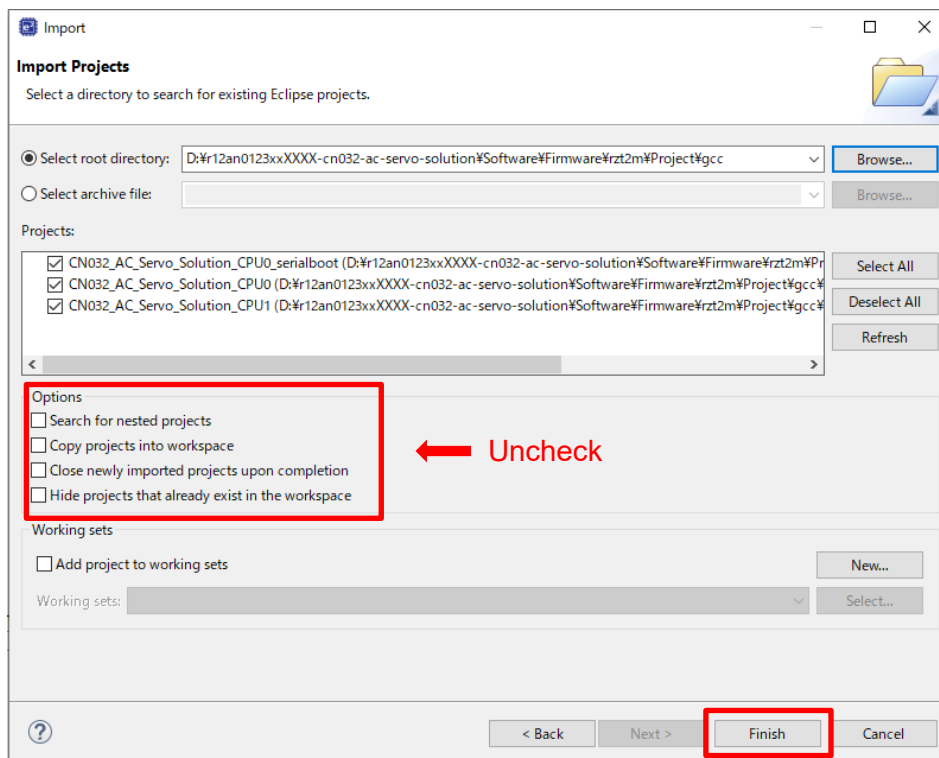 Import
Import Projects
Select a directory to search for existing Eclipse projects.
Select root directory: D:¥r12an0123xxXXXX-cn032-ac-servo-solution¥Software¥Firmware¥rzt2m¥Project¥gcc Browse...
Select archive file: Browse...
Projects:
CN032_AC_Servo_Solution_CPU0_serialboot (D:¥r12an0123xxXXXX-cn032-ac-servo-solution¥Software¥Firmware¥rzt2m¥Pr Select All
CN032_AC_Servo_Solution_CPU0 (D:¥r12an0123xxXXXX-cn032-ac-servo-solution¥Software¥Firmware¥rzt2m¥Project¥gcc¥
CN032_AC_Servo_Solution_CPU1 (D:¥r12an0123xxXXXX-cn032-ac-servo-solution¥Software¥Firmware¥rzt2m¥Project¥gcc¥ Deselect All
Refresh
Options
Search for nested projects
Copy projects into workspace
Uncheck
Close newly imported projects upon completion
Hide projects that already exist in the workspace
Working sets
Add project to working sets New...
Working sets: Select...
? < Back Next > Finish Cancel